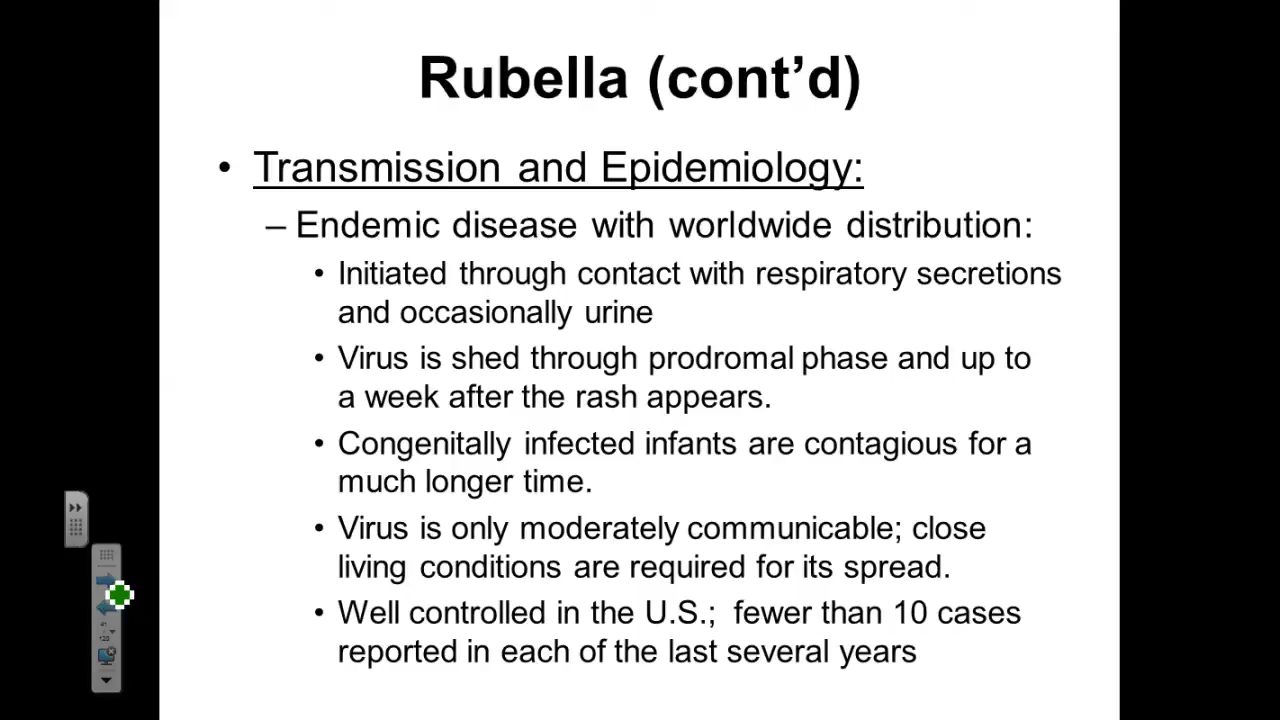 Rubella (cont’d)
• Transmission and Epidemiology:
– Endemic disease with worldwide distribution:
• Initiated through contact with respiratory secretions
and occasionally urine
• Virus is shed through prodromal phase and up to
a week after the rash appears.
• Congenitally infected infants are contagious for a
much longer time.
• Virus is only moderately communicable; close
living conditions are required for its spread.
• Well controlled in the U.S.; fewer than 10 cases
reported in each of the last several years